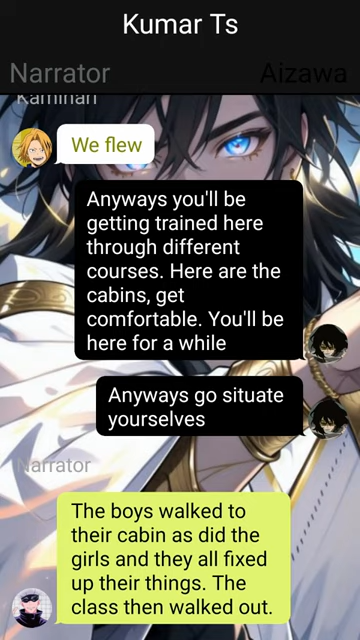 Kumar Ts
Narrator Aizawa
Kaminari
We flew
Anyways you'll be
getting trained here
through different
courses. Here are the
cabins, get
comfortable. You'll be
here for a while
Anyways go situate
yourselves
Narrator
The boys walked to
their cabin as did the
girls and they all fixed
up their things. The
class then walked out.